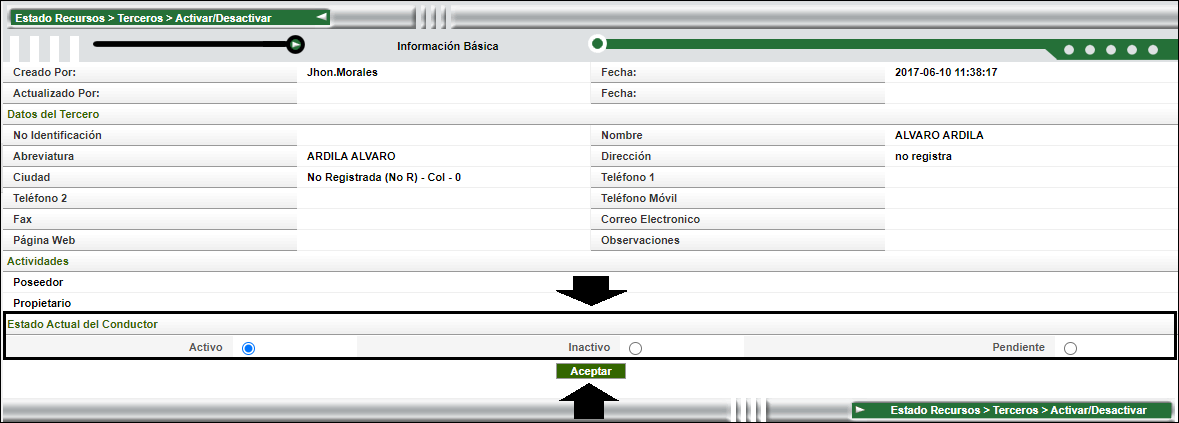 Estado Recursos > Terceros > Activar/Desactivar
Información Básica
Creado Por: Jhon.Morales Fecha: 2017-06-10 11:38:17
Actualizado Por: Fecha:
Datos del Tercero
No Identificación Nombre ALVARO ARDILA
Abreviatura ARDILA ALVARO Dirección no registra
Ciudad No Registrada (No R) - Col - 0 Teléfono 1
Teléfono 2 Teléfono Móvil
Fax Correo Electronico
Página Web Observaciones
Actividades
Poseedor
Propietario
Estado Actual del Conductor
Activo Inactivo Pendiente
Aceptar
Estado Recursos > Terceros > Activar/Desactivar